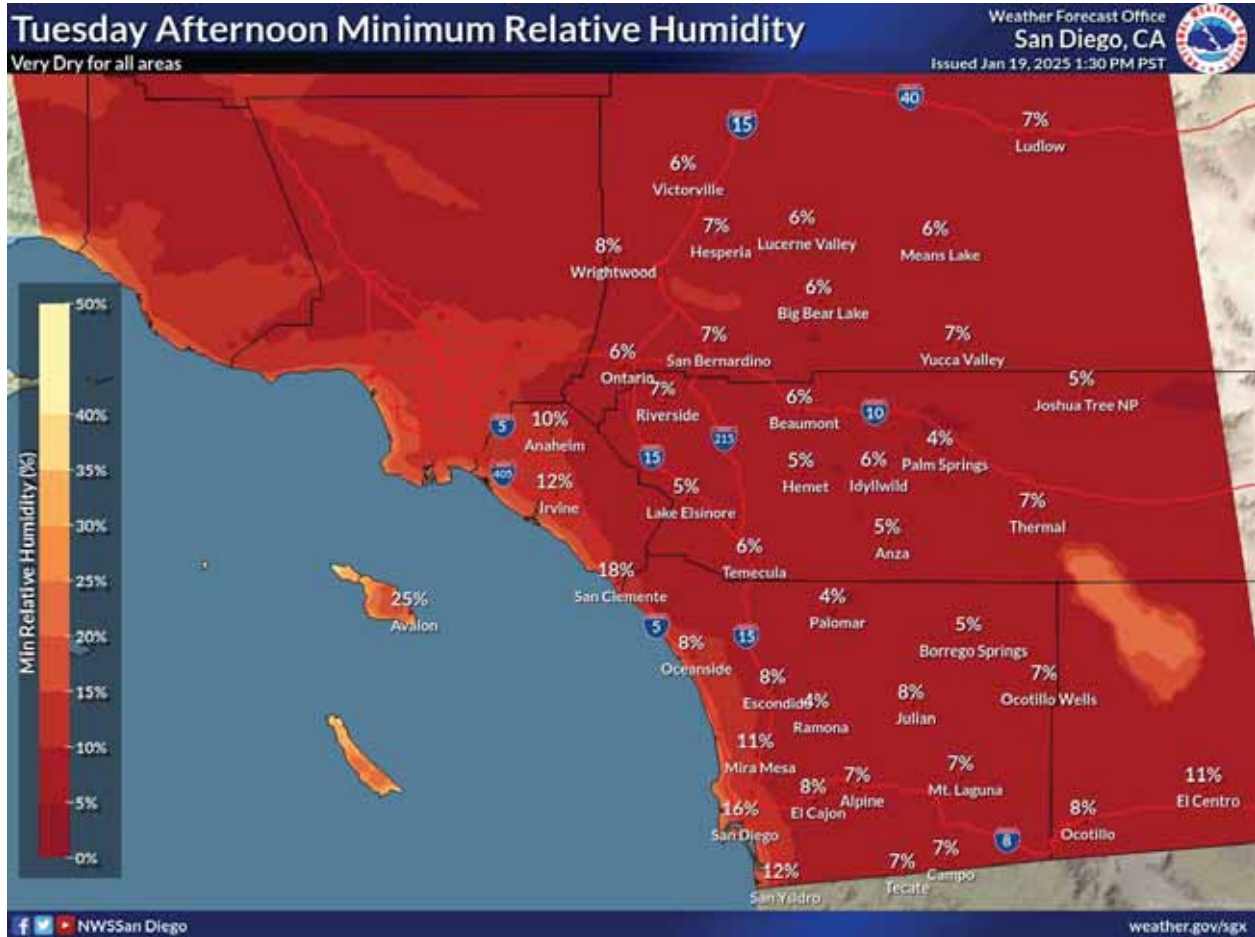 Tuesday Afternoon Minimum Relative Humidity
Very Dry for all areas
Weather Forecast Office
San Diego, CA
Issued Jan 19, 2025 1:30 PM PST
40
15
7%
Ludlow
6%
Victorville
7%
Hesperia
6%
Lucerne Valley
6%
Means Lake
8%
Wrightwood
6%
Big Bear Lake
7%
San Bernardino
7%
Yucca Valley
6%
Ontario
7%
Riverside
6%
Beaumont
10
5%
Joshua Tree NP
5
10%
Anaheim
215
15
4%
Palm Springs
405
12%
Irvine
5%
Hemet
6%
Idyllwild
5%
Lake Elsinore
7%
Thermal
5%
Anza
6%
Temecula
18%
San Clemente
25%
Avalon
4%
Palomar
5
15
5%
Borrego Springs
8%
Oceanside
8%
Escondido
4%
Ramona
8%
Julian
7%
Ocotillo Wells
11%
Mira Mesa
8%
El Cajon
7%
Alpine
7%
Mt. Laguna
11%
El Centro
16%
San Diego
8%
Ocotillo
8
12%
San Ysidro
7%
Tecate
7%
Campo
Min Relative Humidity (%)
50%
40%
35%
30%
25%
20%
15%
10%
5%
0%
NWSSan Diego
weather.gov/sgx